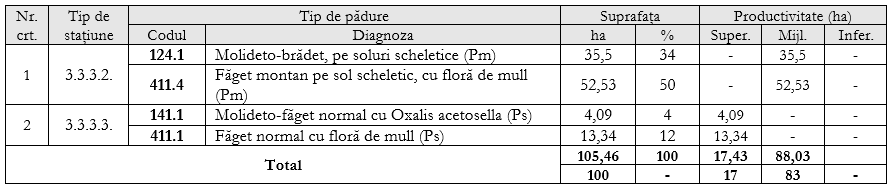 Nr. crt. Tip de stațiune Tip de pădure Suprafața Productivitate (ha)
Codul Diagnoza ha % Super. Mijl. Infer.
1 3.3.3.2. 124.1 Molideto-brădet, pe soluri scheletice (Pm) 35,5 34 - 35,5 -
411.4 Făget montan pe sol scheletic, cu floră de mull (Pm) 52,53 50 - 52,53 -
2 3.3.3.3. 141.1 Molideto-făget normal cu Oxalis acetosella (Ps) 4,09 4 4,09 - -
411.1 Făget normal cu floră de mull (Ps) 13,34 12 13,34 - -
Total 105,46 100 17,43 88,03
100 - 17 83 -